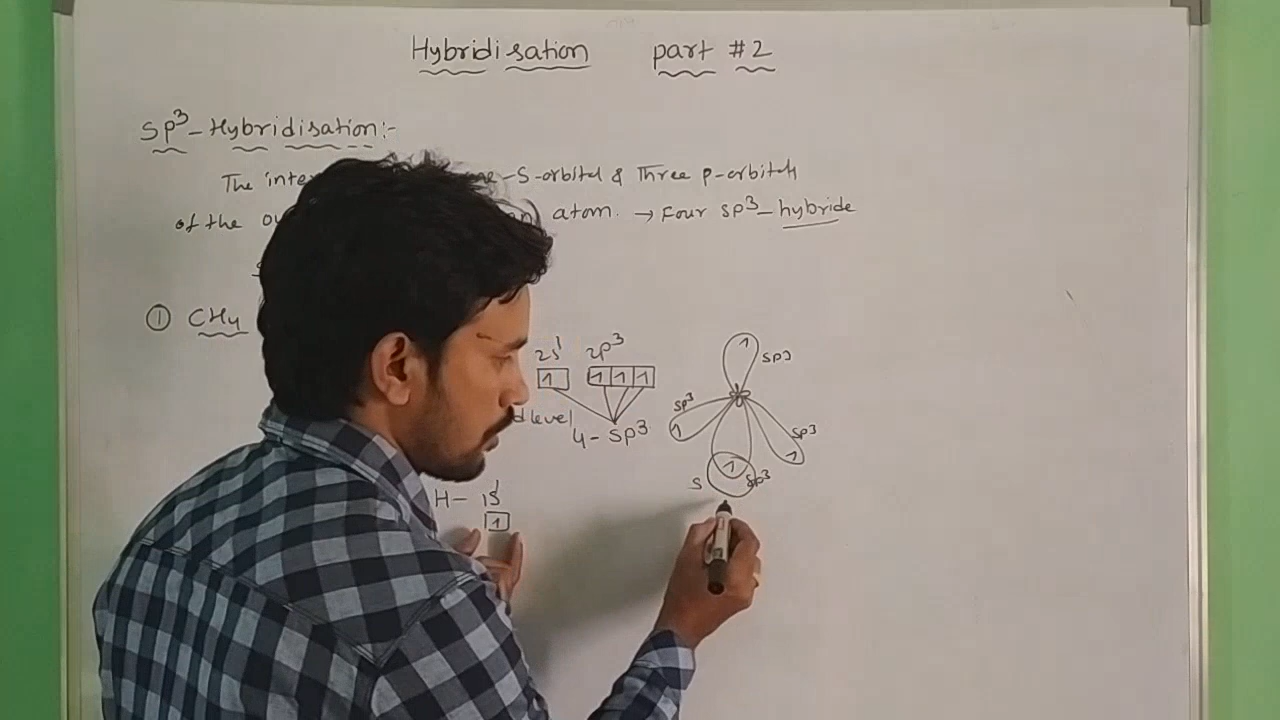 Hybridisation part #2
SP³-Hybridisation:-
The S-orbital & Three p-orbitals
of the atom. → Four SP³-hybride
① CH4
2s¹ 2p³
1 1 1 1
level
4-SP³
H- 1s¹
1
1 SP³
SP³ 1
SP³ 1
1
S SP³